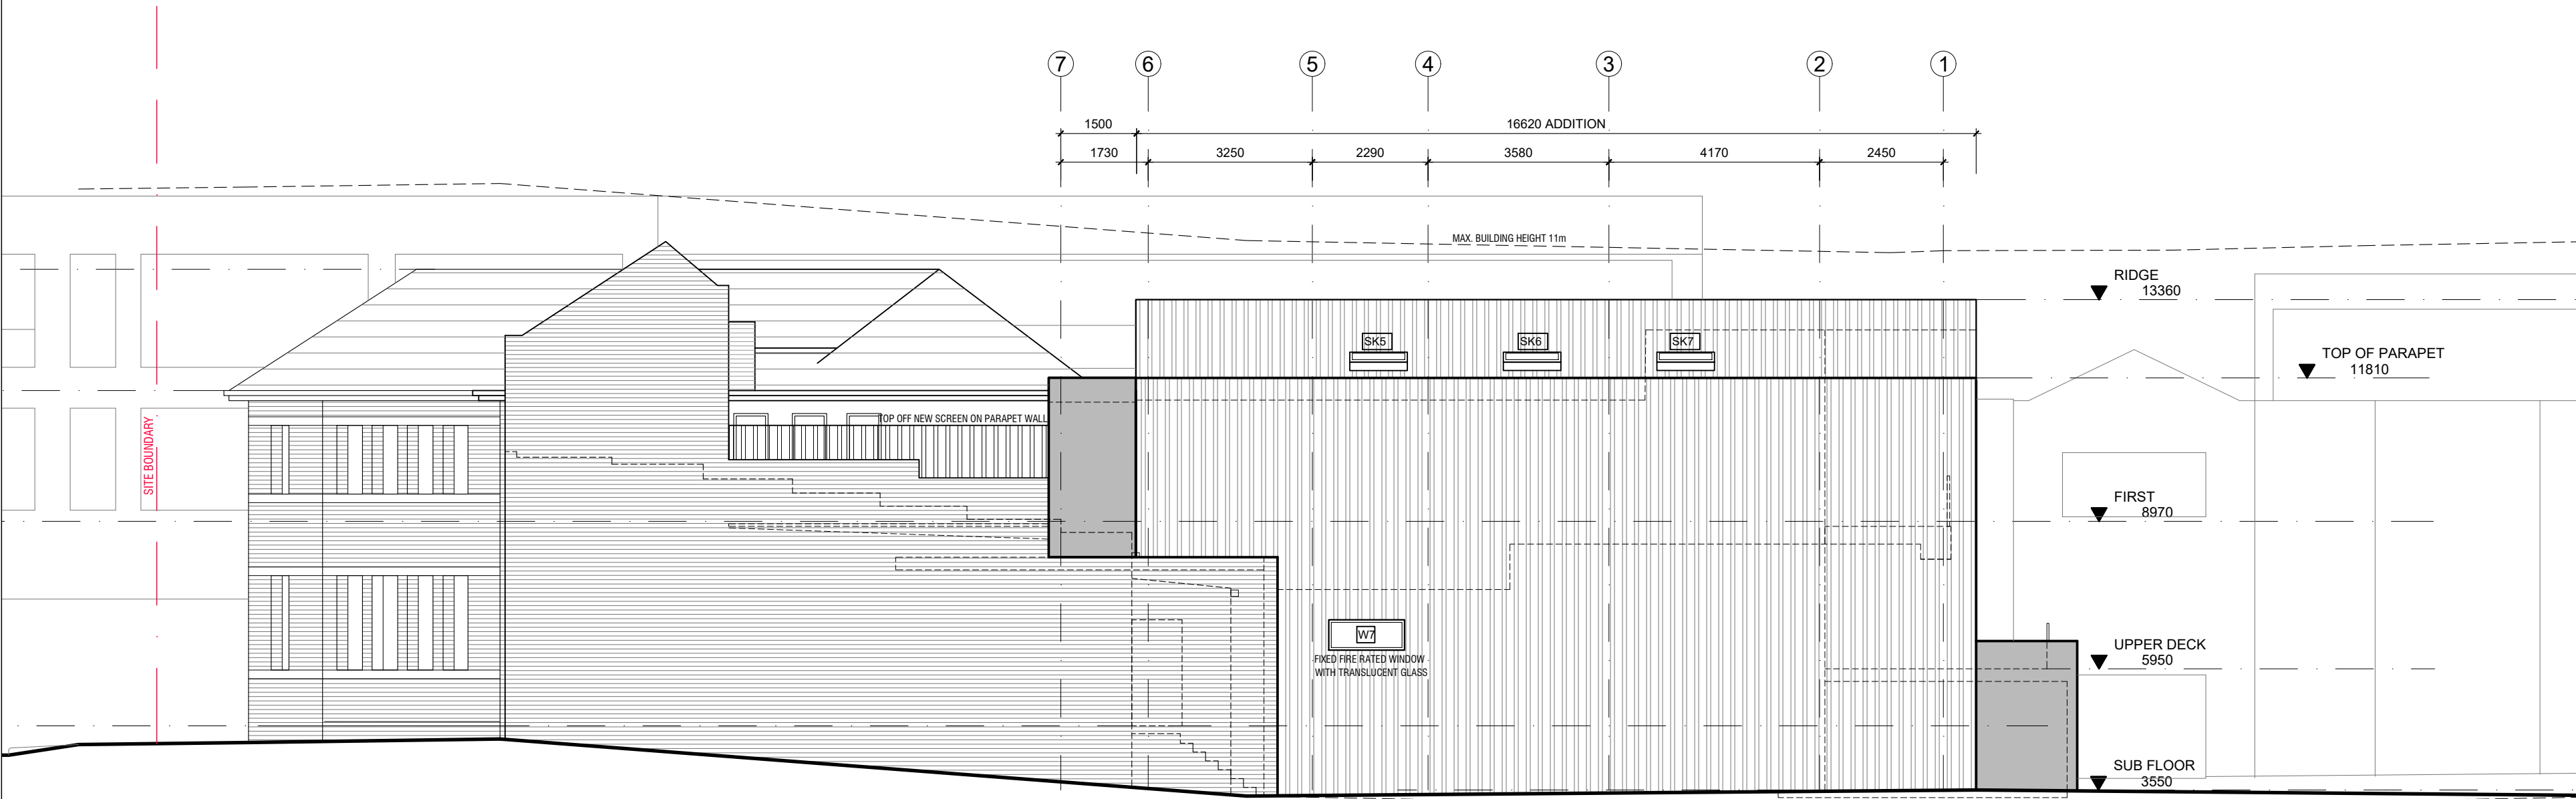 7
6
5
4
3
2
1
1500
16620 ADDITION
1730
3250
2290
3580
4170
2450
MAX. BUILDING HEIGHT 11m
RIDGE
13360
SK5
SK6
SK7
TOP OF PARAPET
11810
TOP OFF NEW SCREEN ON PARAPET WALL
SITE BOUNDARY
FIRST
8970
W7
FIXED FIRE RATED WINDOW
WITH TRANSLUCENT GLASS
UPPER DECK
5950
SUB FLOOR
3550